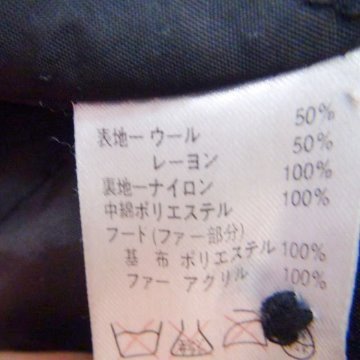 表地ーウール 50%
レーヨン 50%
裏地ーナイロン 100%
中綿ポリエステル 100%
フード(ファー部分)
基布 ポリエステル 100%
ファー アクリル 100%